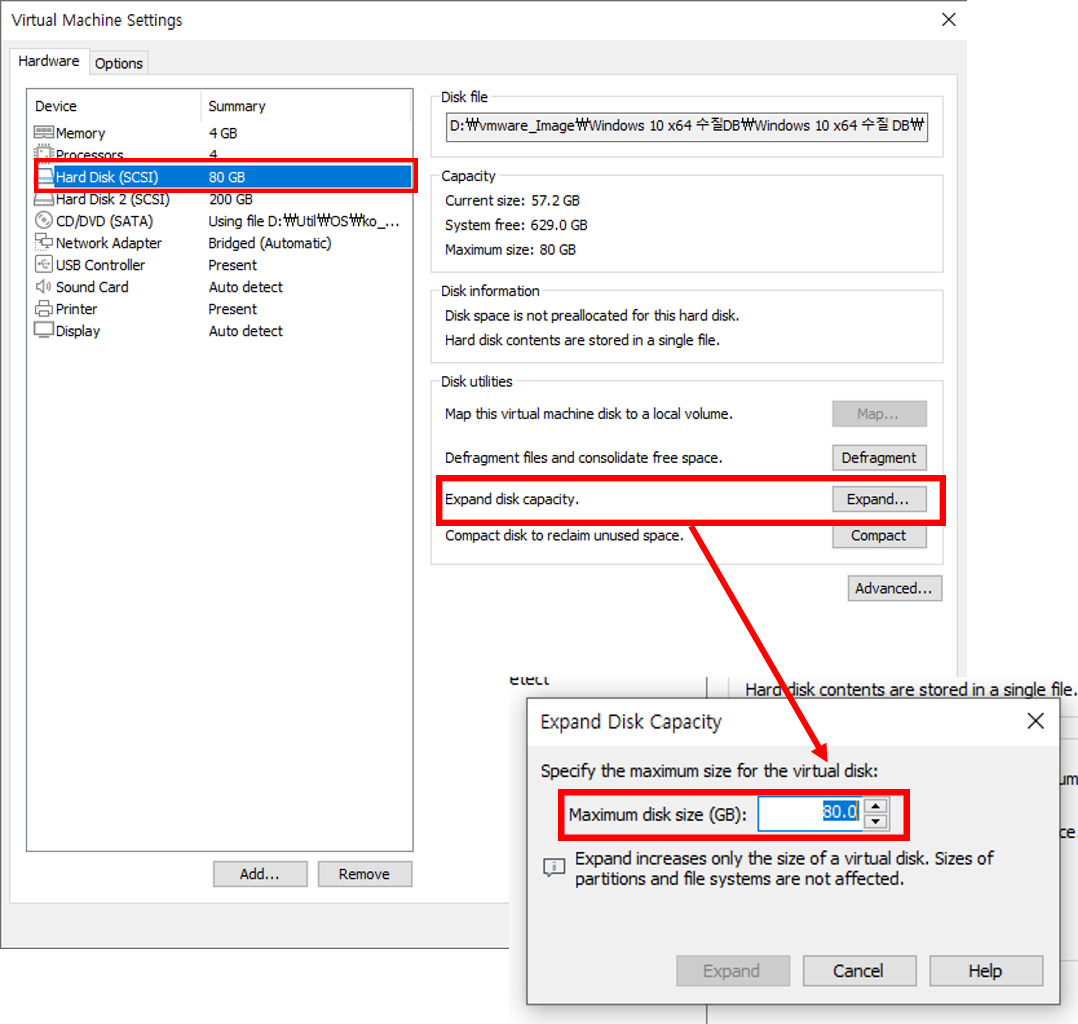 Virtual Machine Settings
Hardware
Options
Device Summary
Memory 4 GB
Processors 4
Hard Disk (SCSI) 80 GB
Hard Disk 2 (SCSI) 200 GB
CD/DVD (SATA) Using file D:₩Util₩OS₩ko_...
Network Adapter Bridged (Automatic)
USB Controller Present
Sound Card Auto detect
Printer Present
Display Auto detect
Add...
Remove
Disk file
D:₩vmware_Image₩Windows 10 x64 수질DB₩Windows 10 x64 수질 DB₩
Capacity
Current size: 57.2 GB
System free: 629.0 GB
Maximum size: 80 GB
Disk information
Disk space is not preallocated for this hard disk.
Hard disk contents are stored in a single file.
Disk utilities
Map this virtual machine disk to a local volume. Map...
Defragment files and consolidate free space. Defragment
Expand disk capacity. Expand...
Compact disk to reclaim unused space. Compact
Advanced...
Hard disk contents are stored in a single file.
Expand Disk Capacity
Specify the maximum size for the virtual disk:
Maximum disk size (GB): 80.0
Expand increases only the size of a virtual disk. Sizes of
partitions and file systems are not affected.
Expand
Cancel
Help